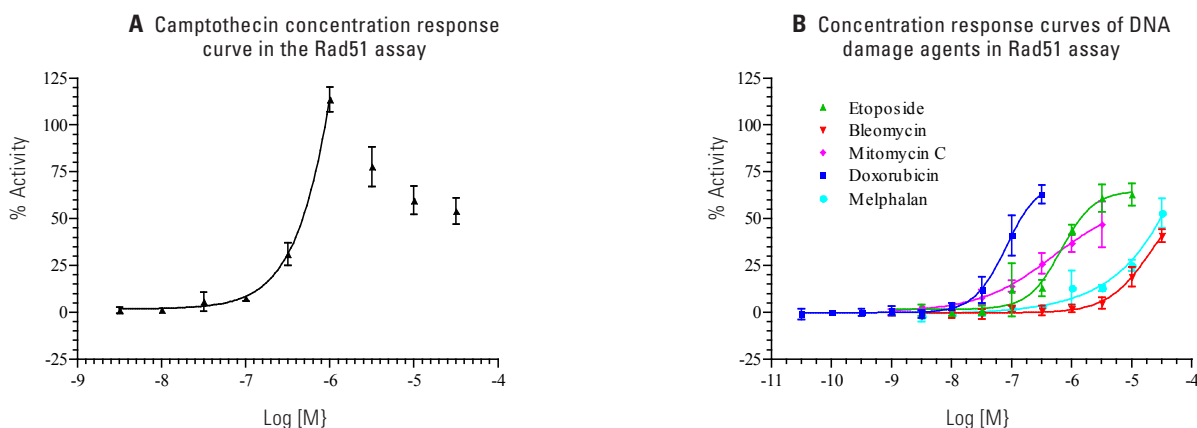 A Camptothecin concentration response
curve in the Rad51 assay
125
100
75
50
25
0
-25
% Activity
-9
-8
-7
-6
-5
-4
Log [M}
B Concentration response curves of DNA
damage agents in Rad51 assay
125
100
75
50
25
0
-25
% Activity
Etoposide
Bleomycin
Mitomycin C
Doxorubicin
Melphalan
-11
-10
-9
-8
-7
-6
-5
-4
Log [M}